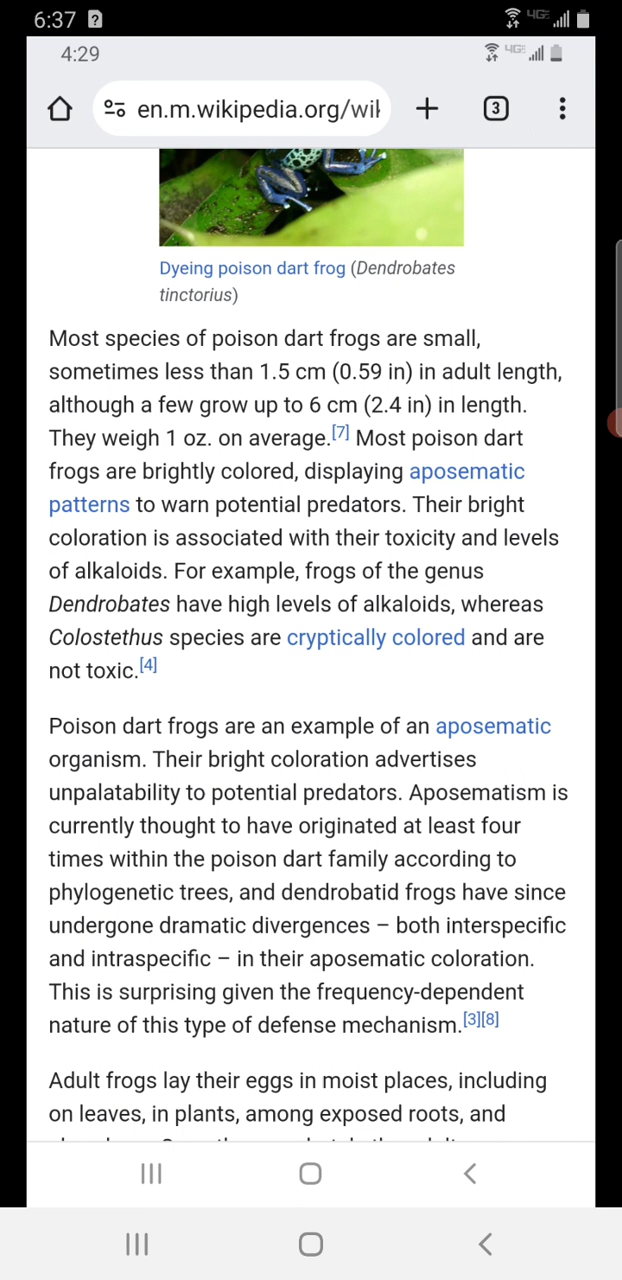 6:37
4GE
4:29
4GE
en.m.wikipedia.org/wil
3
Dyeing poison dart frog (Dendrobates
tinctorius)
Most species of poison dart frogs are small,
sometimes less than 1.5 cm (0.59 in) in adult length,
although a few grow up to 6 cm (2.4 in) in length.
They weigh 1 oz. on average.[7] Most poison dart
frogs are brightly colored, displaying aposematic
patterns to warn potential predators. Their bright
coloration is associated with their toxicity and levels
of alkaloids. For example, frogs of the genus
Dendrobates have high levels of alkaloids, whereas
Colostethus species are cryptically colored and are
not toxic.[4]
Poison dart frogs are an example of an aposematic
organism. Their bright coloration advertises
unpalatability to potential predators. Aposematism is
currently thought to have originated at least four
times within the poison dart family according to
phylogenetic trees, and dendrobatid frogs have since
undergone dramatic divergences – both interspecific
and intraspecific – in their aposematic coloration.
This is surprising given the frequency-dependent
nature of this type of defense mechanism.[3][8]
Adult frogs lay their eggs in moist places, including
on leaves, in plants, among exposed roots, and